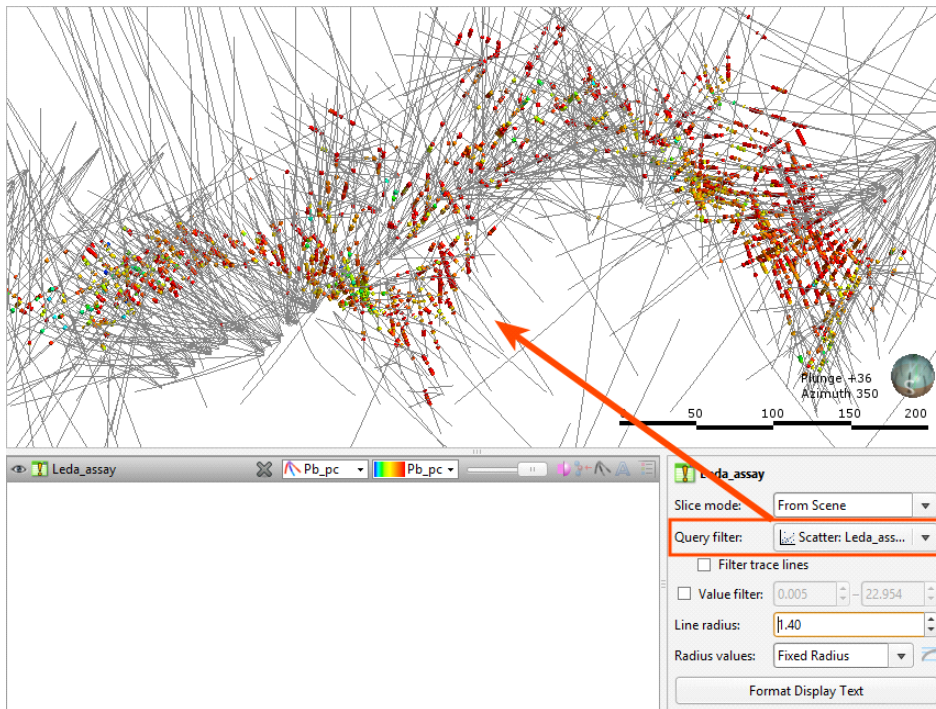 Plunge +36
Azimuth 350
0 50 100 150 200
Leda_assay
Pb_pc
Pb_pc
Leda_assay
Slice mode: From Scene
Query filter: Scatter: Leda_ass...
Filter trace lines
Value filter: 0.005 – 22.954
Line radius: 1.40
Radius values: Fixed Radius
Format Display Text